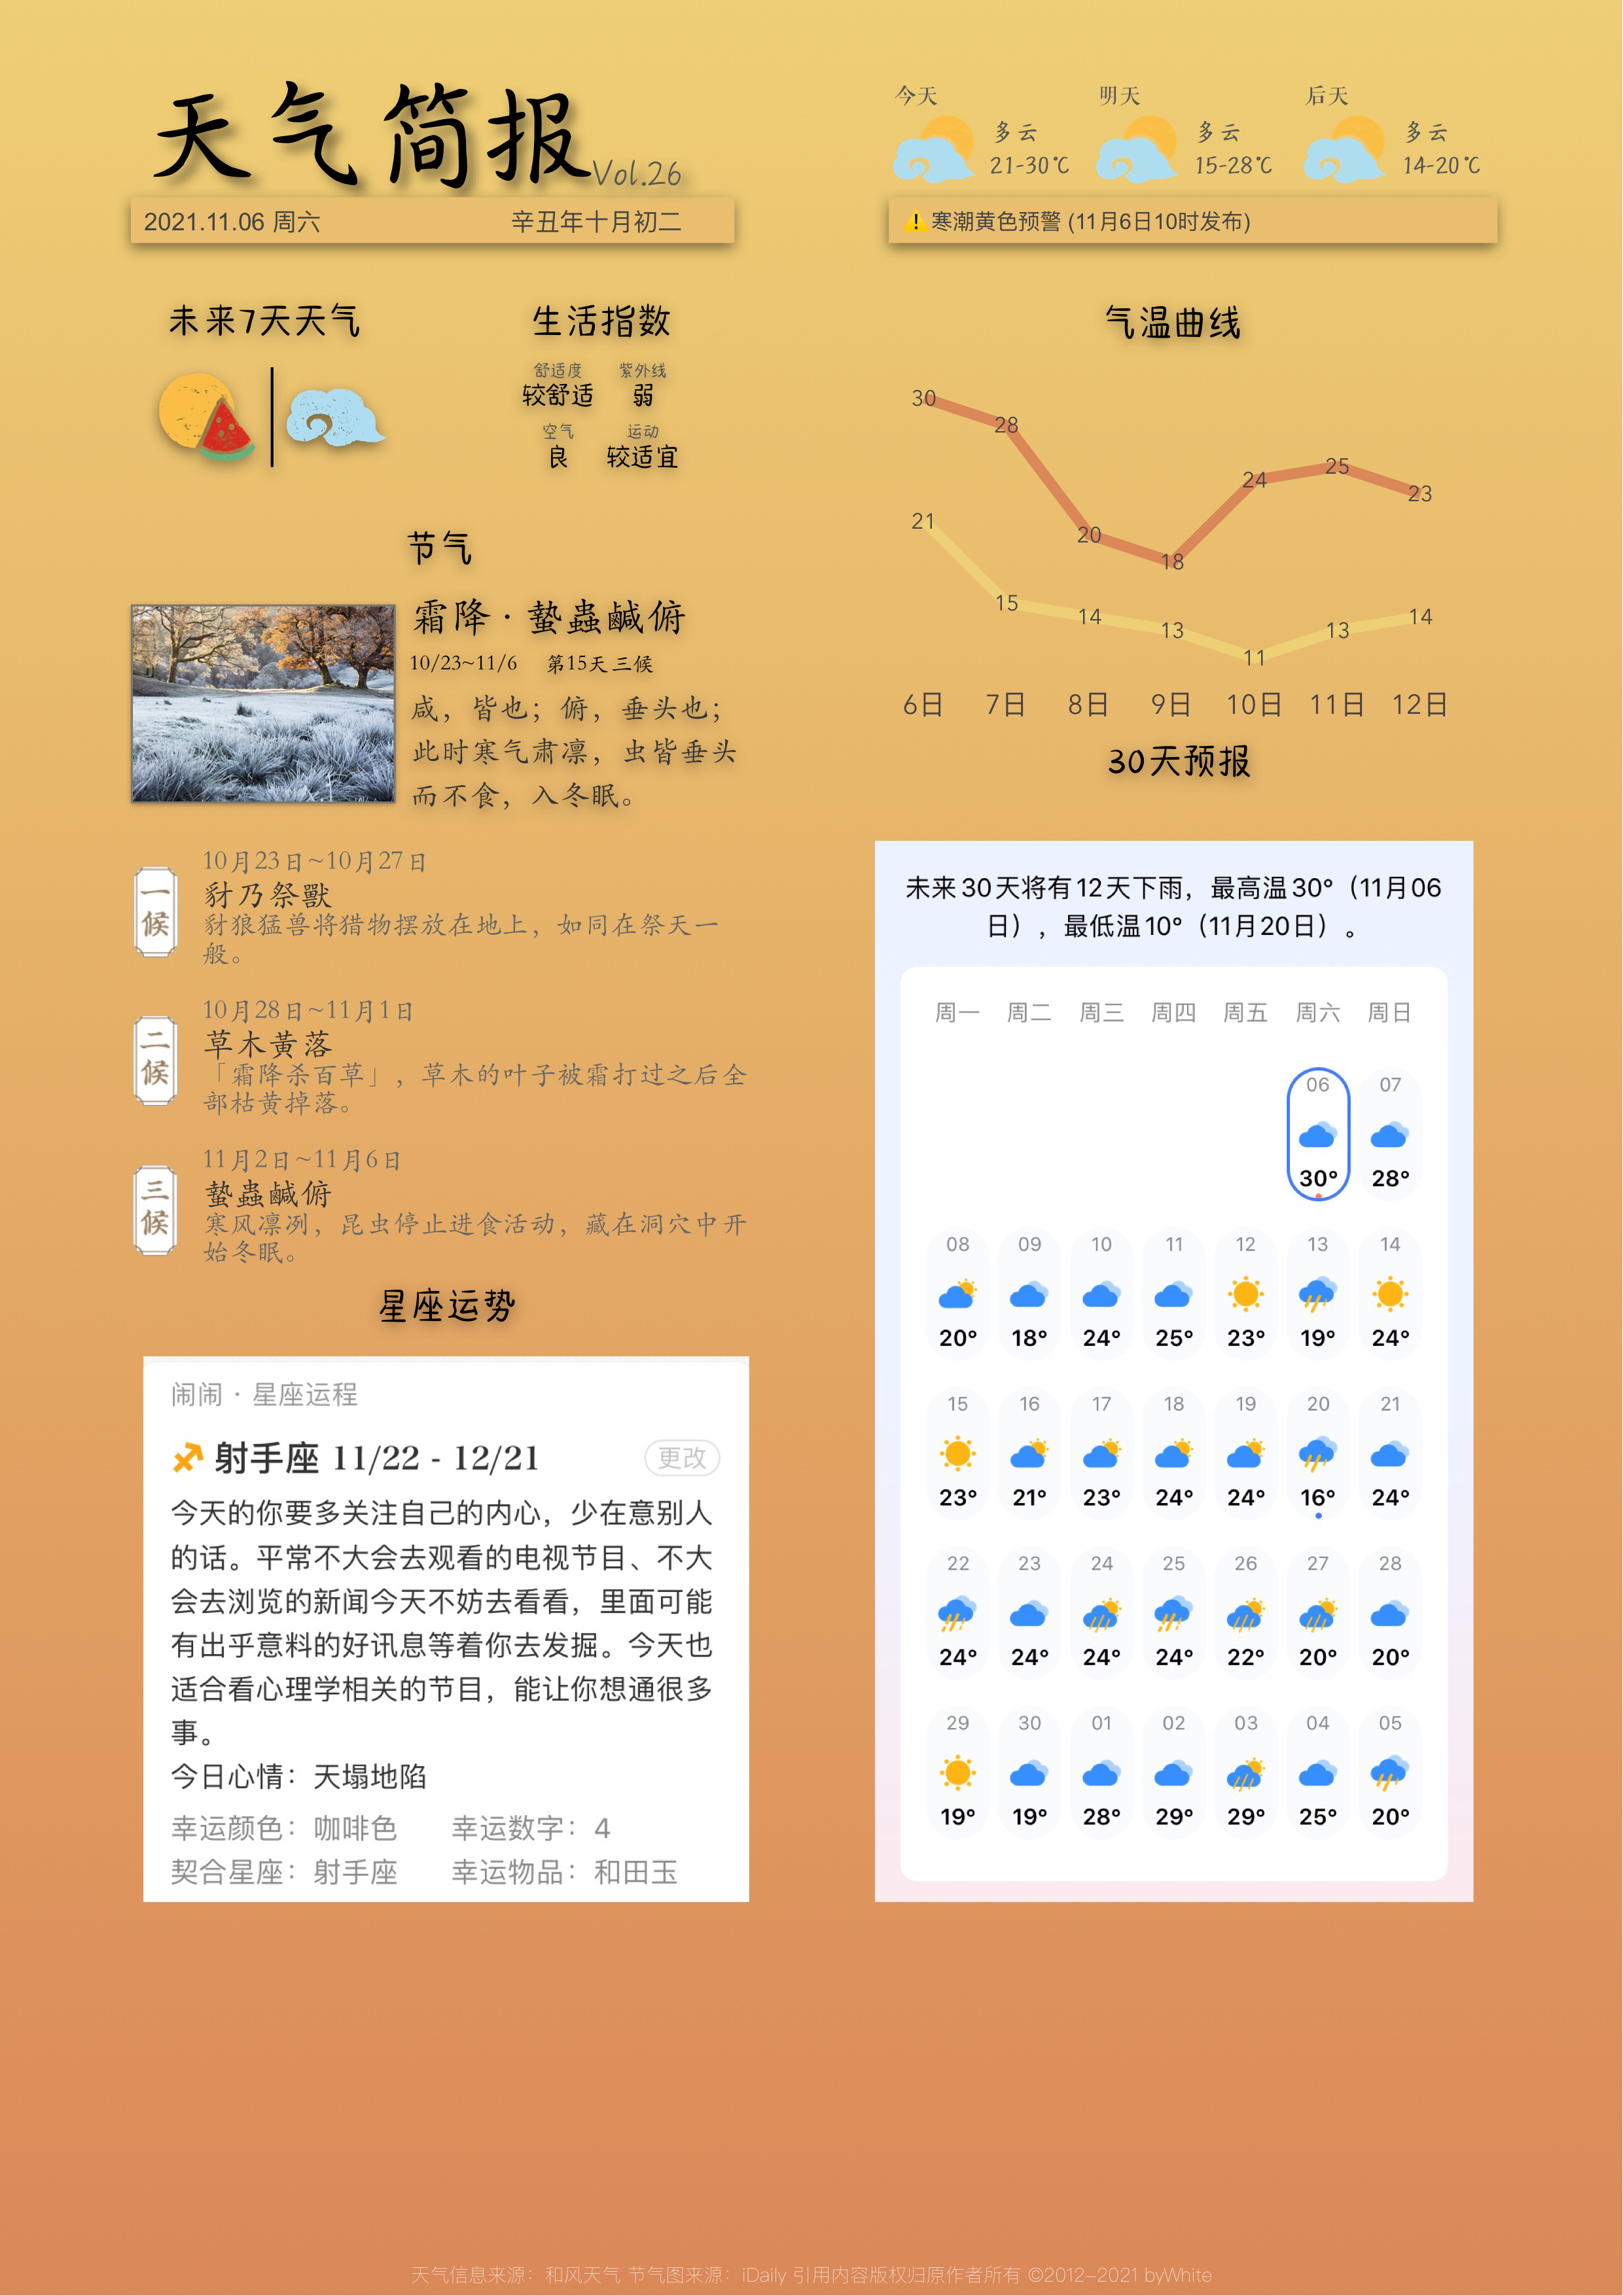 天气简报Vol.26
2021.11.06 周六 辛丑年十月初二
今天 明天 后天
多云 多云 多云
21-30℃ 15-28℃ 14-20℃
⚠️寒潮黄色预警 (11月6日10时发布)
未来7天天气
生活指数
舒适度 紫外线
较舒适 弱
空气 运动
良 较适宜
节气
霜降·蟄蟲鹹俯
10/23~11/6 第15天 三候
咸，皆也；俯，垂头也；
此时寒气肃凛，虫皆垂头
而不食，入冬眠。
一候
10月23日~10月27日
豺乃祭獸
豺狼猛兽将猎物摆放在地上，如同在祭天一
般。
二候
10月28日~11月1日
草木黃落
「霜降杀百草」，草木的叶子被霜打过之后全
部枯黄掉落。
三候
11月2日~11月6日
蟄蟲鹹俯
寒风凛冽，昆虫停止进食活动，藏在洞穴中开
始冬眠。
星座运势
闹闹·星座运程
射手座 11/22 - 12/21 更改
今天的你要多关注自己的内心，少在意别人
的话。平常不大会去观看的电视节目、不大
会去浏览的新闻今天不妨去看看，里面可能
有出乎意料的好讯息等着你去发掘。今天也
适合看心理学相关的节目，能让你想通很多
事。
今日心情：天塌地陷
幸运颜色：咖啡色 幸运数字：4
契合星座：射手座 幸运物品：和田玉
气温曲线
30 28 20 18 24 25 23
21 15 14 13 11 13 14
6日 7日 8日 9日 10日 11日 12日
30天预报
未来30天将有12天下雨，最高温30°（11月06
日），最低温10°（11月20日）。
周一 周二 周三 周四 周五 周六 周日
06 07
30° 28°
08 09 10 11 12 13 14
20° 18° 24° 25° 23° 19° 24°
15 16 17 18 19 20 21
23° 21° 23° 24° 24° 16° 24°
22 23 24 25 26 27 28
24° 24° 24° 24° 22° 20° 20°
29 30 01 02 03 04 05
19° 19° 28° 29° 29° 25° 20°
天气信息来源：和风天气 节气图来源：iDaily 引用内容版权归原作者所有 ©2012-2021 byWhite